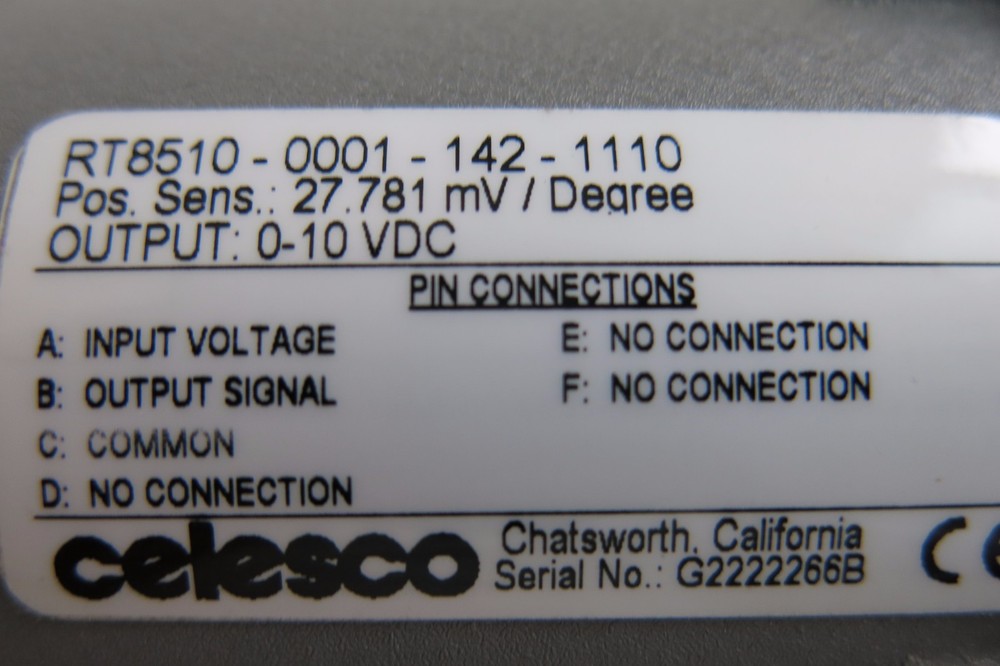 RT8510 - 0001 - 142 - 1110
Pos. Sens.: 27.781 mV / Degree
OUTPUT: 0-10 VDC
PIN CONNECTIONS
A: INPUT VOLTAGE
B: OUTPUT SIGNAL
C: COMMON
D: NO CONNECTION
E: NO CONNECTION
F: NO CONNECTION
celesco
Chatsworth, California
Serial No.: G2222266B
CE